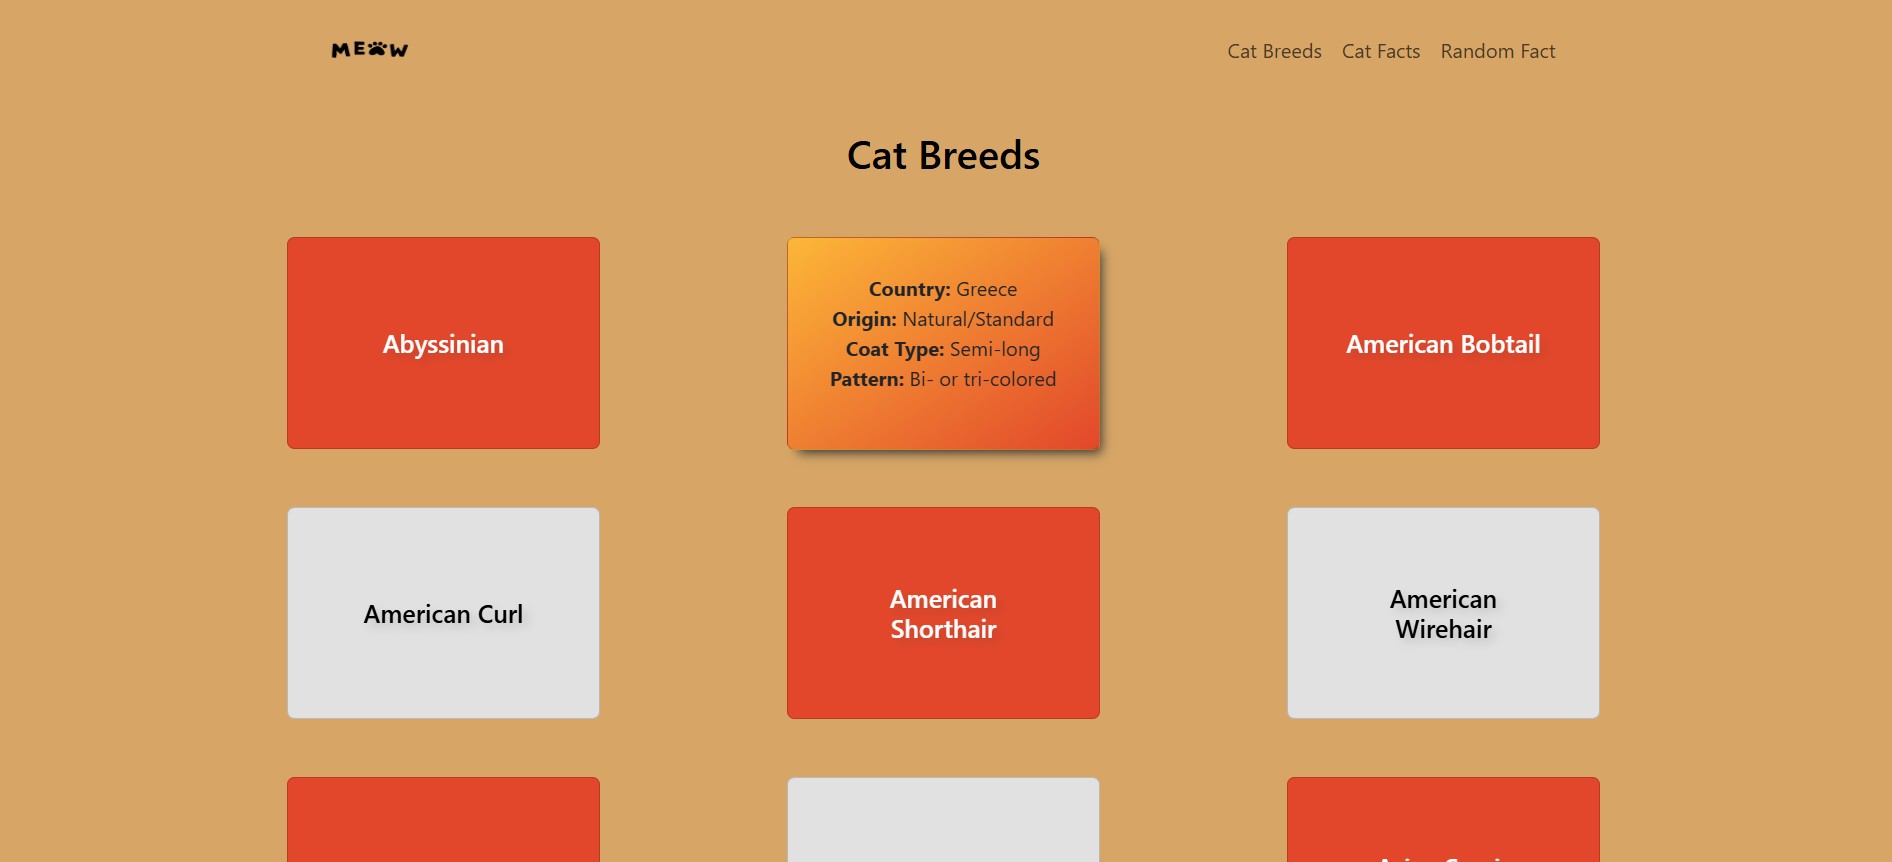 MEOW
Cat Breeds Cat Facts Random Fact
Cat Breeds
Abyssinian
Country: Greece
Origin: Natural/Standard
Coat Type: Semi-long
Pattern: Bi- or tri-colored
American Bobtail
American Curl
American
Shorthair
American
Wirehair